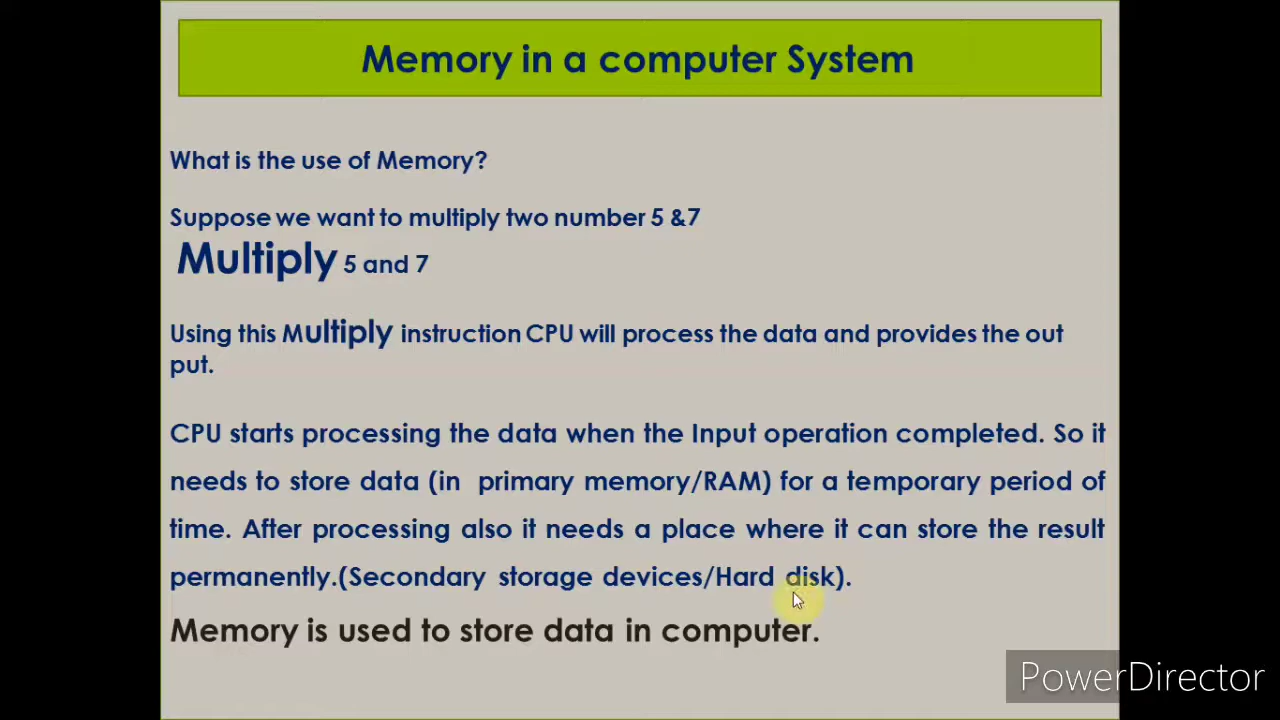 Memory in a computer System
What is the use of Memory?
Suppose we want to multiply two number 5 &7
Multiply 5 and 7
Using this Multiply instruction CPU will process the data and provides the out
put.
CPU starts processing the data when the Input operation completed. So it
needs to store data (in primary memory/RAM) for a temporary period of
time. After processing also it needs a place where it can store the result
permanently.(Secondary storage devices/Hard disk).
Memory is used to store data in computer.
PowerDirector